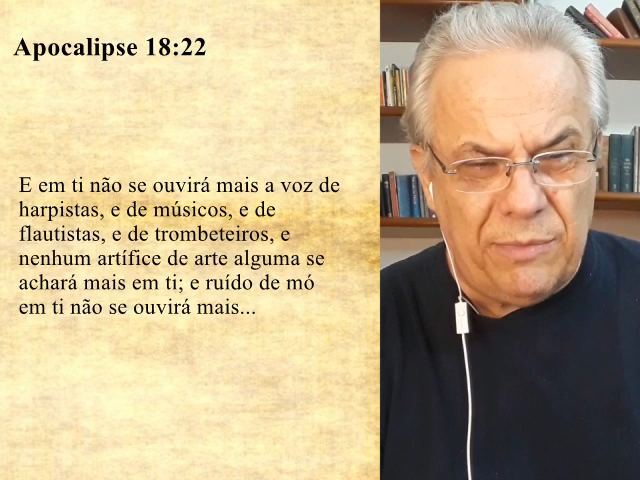 Apocalipse 18:22
E em ti não se ouvirá mais a voz de
harpistas, e de músicos, e de
flautistas, e de trombeteiros, e
nenhum artífice de arte alguma se
achará mais em ti; e ruído de mó
em ti não se ouvirá mais...